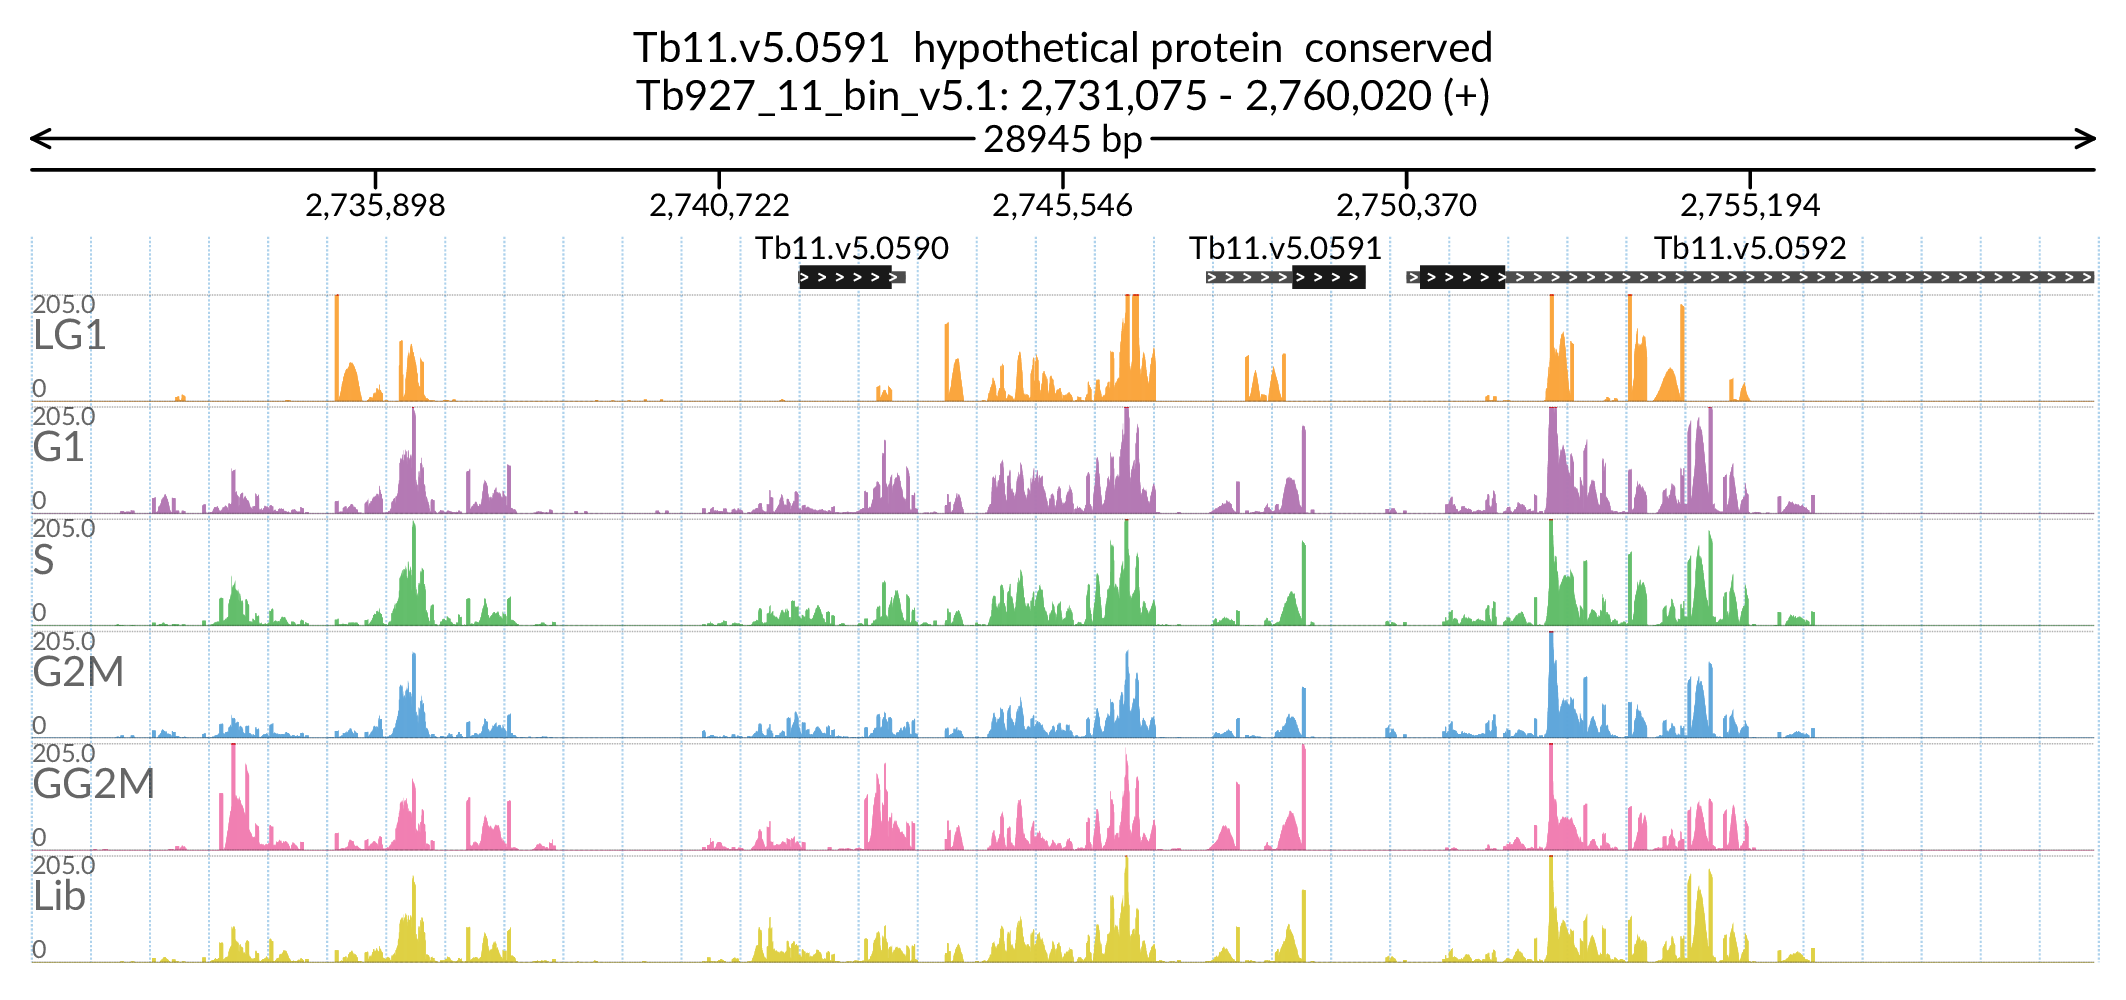 Tb11.v5.0591 hypothetical protein conserved
Tb927_11_bin_v5.1: 2,731,075 - 2,760,020 (+)
28945 bp
2,735,898 2,740,722 2,745,546 2,750,370 2,755,194
Tb11.v5.0590 Tb11.v5.0591 Tb11.v5.0592
205.0
LG1
0
205.0
G1
0
205.0
S
0
205.0
G2M
0
205.0
GG2M
0
205.0
Lib
0